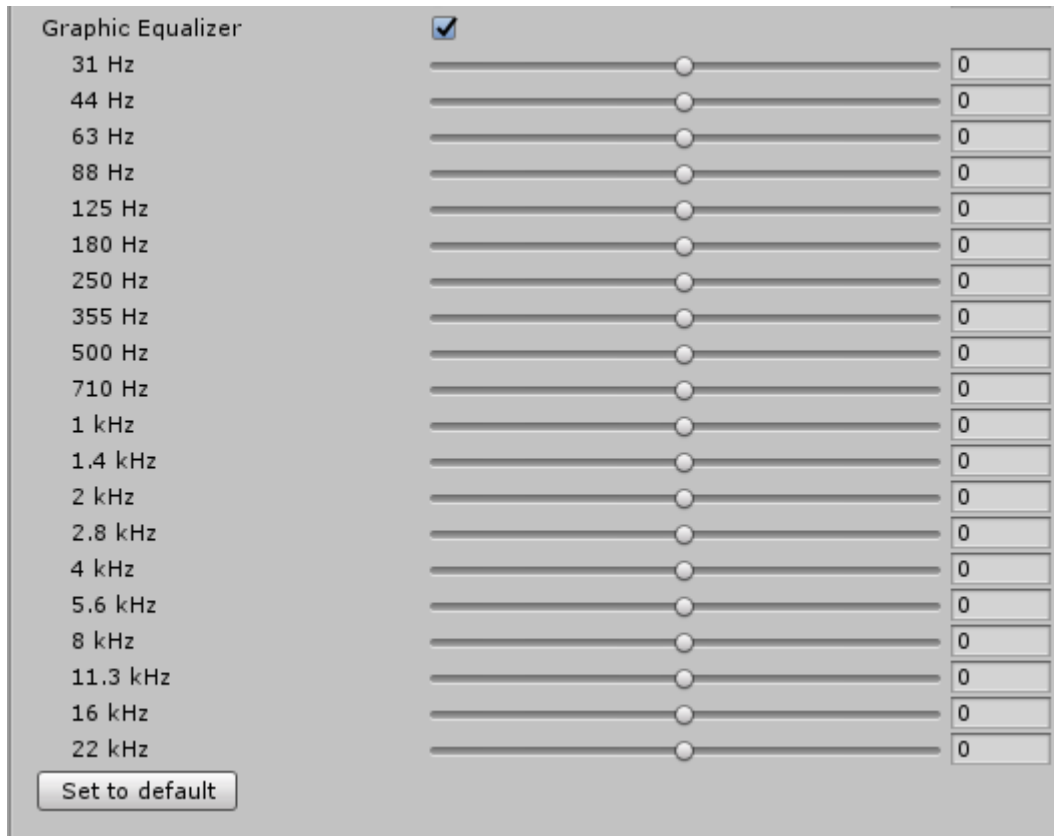 Graphic Equalizer
31 Hz 0
44 Hz 0
63 Hz 0
88 Hz 0
125 Hz 0
180 Hz 0
250 Hz 0
355 Hz 0
500 Hz 0
710 Hz 0
1 kHz 0
1.4 kHz 0
2 kHz 0
2.8 kHz 0
4 kHz 0
5.6 kHz 0
8 kHz 0
11.3 kHz 0
16 kHz 0
22 kHz 0
Set to default